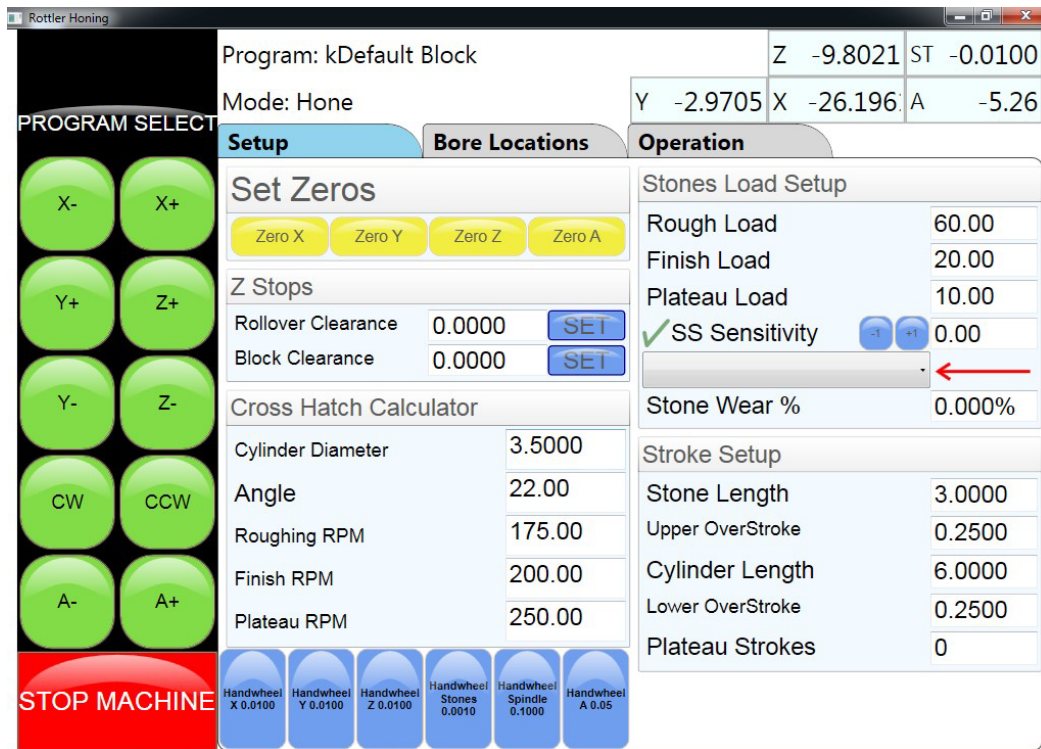 Rottler Honing
Program: kDefault Block
Z -9.8021 ST -0.0100
Mode: Hone
Y -2.9705 X -26.196 A -5.26
PROGRAM SELECT
Setup Bore Locations Operation
X- X+
Y+ Z+
Y- Z-
CW CCW
A- A+
STOP MACHINE
Set Zeros
Zero X Zero Y Zero Z Zero A
Z Stops
Rollover Clearance 0.0000 SET
Block Clearance 0.0000 SET
Cross Hatch Calculator
Cylinder Diameter 3.5000
Angle 22.00
Roughing RPM 175.00
Finish RPM 200.00
Plateau RPM 250.00
Handwheel X 0.0100
Handwheel Y 0.0100
Handwheel Z 0.0100
Handwheel Stones 0.0010
Handwheel Spindle 0.1000
Handwheel A 0.05
Stones Load Setup
Rough Load 60.00
Finish Load 20.00
Plateau Load 10.00
SS Sensitivity -1 +1 0.00
Stone Wear % 0.000%
Stroke Setup
Stone Length 3.0000
Upper OverStroke 0.2500
Cylinder Length 6.0000
Lower OverStroke 0.2500
Plateau Strokes 0